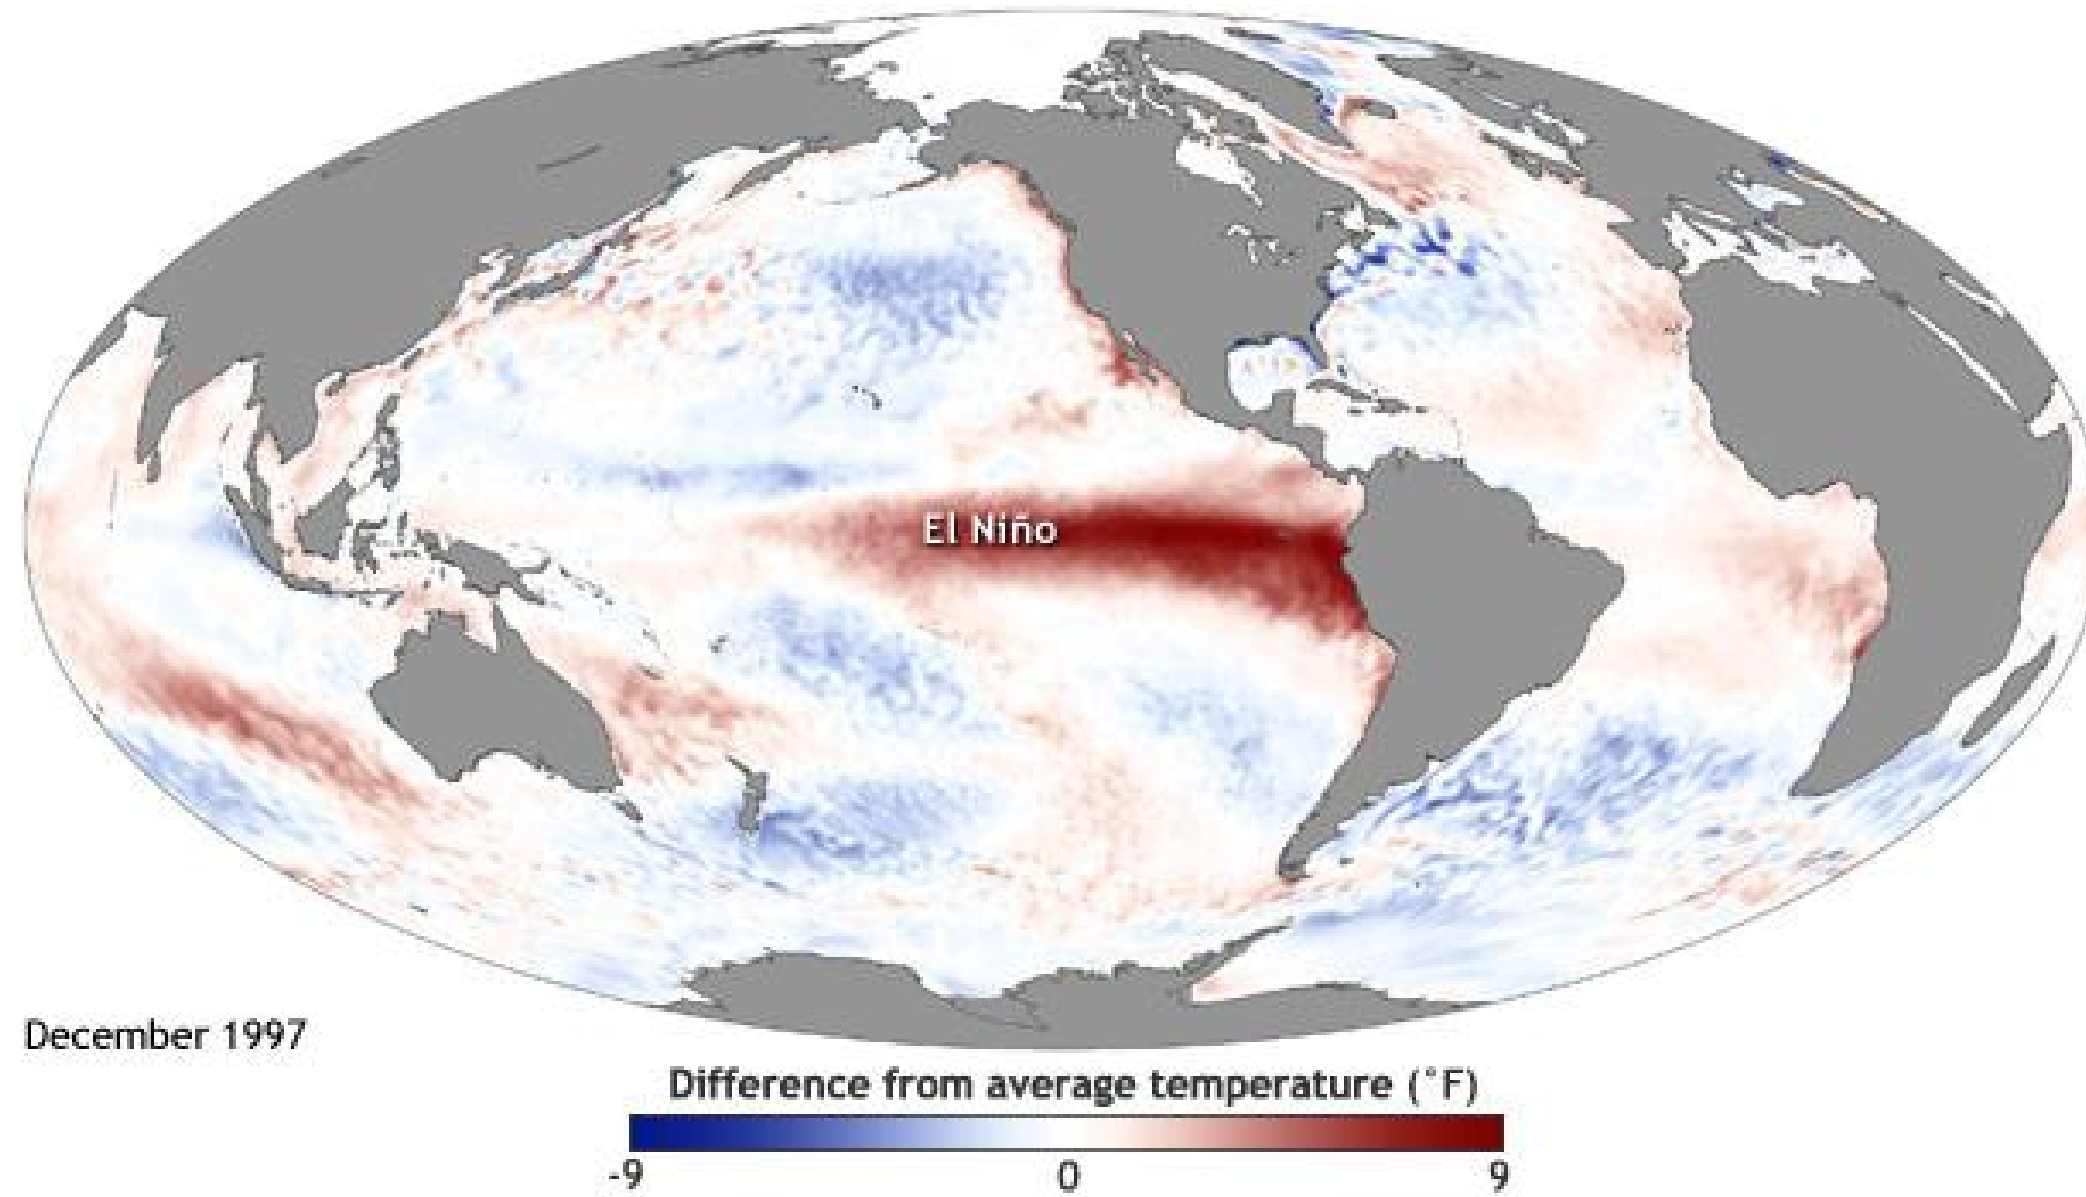 El Niño
December 1997
Difference from average temperature (˚F)
-9 0 9